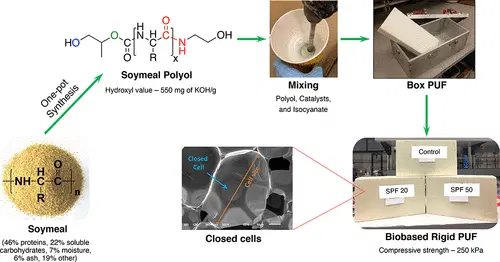 HO
O
C
O
H
N
H
C
R
O
C
N
H
x
OH
Soymeal Polyol
Hydroxyl value – 550 mg of KOH/g
Mixing
Polyol, Catalysts,
and Isocyanate
Box PUF
One-pot
Synthesis
NH
H
C
R
O
C
n
Soymeal
(46% proteins, 22% soluble
carbohydrates, 7% moisture,
6% ash, 19% other)
Closed
Cell
Cell size
Closed cells
Control
SPF 20
SPF 50
Biobased Rigid PUF
Compressive strength – 250 kPa